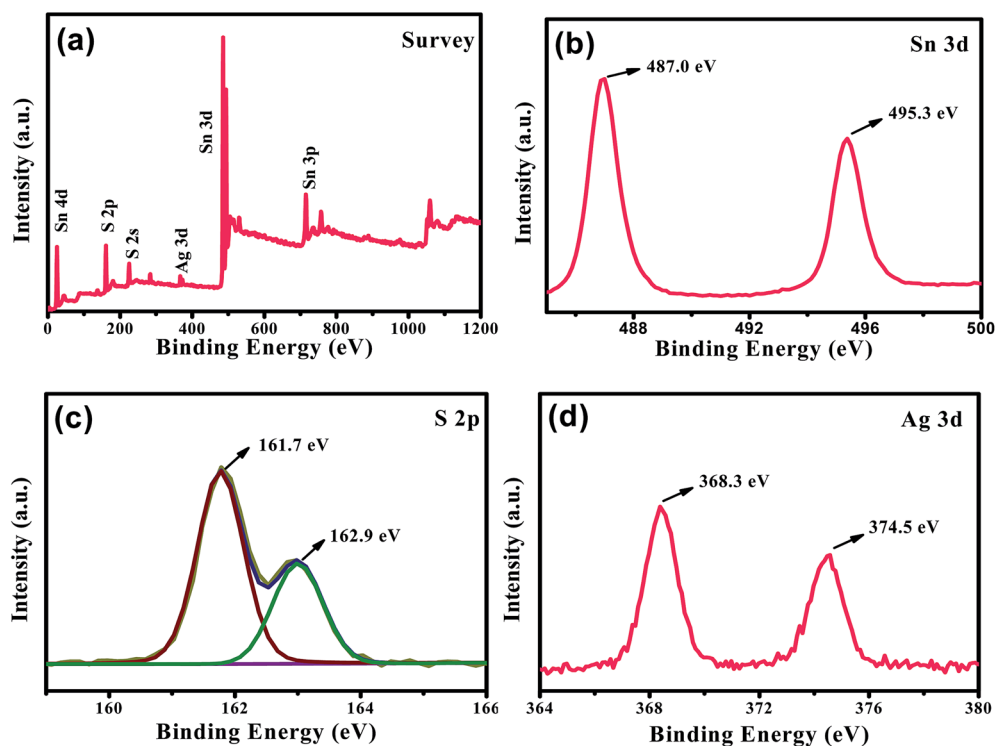 (a)
Survey
Intensity (a.u.)
Sn 4d
S 2p
S 2s
Ag 3d
Sn 3d
Sn 3p
0 200 400 600 800 1000 1200
Binding Energy (eV)
(b)
Sn 3d
487.0 eV
495.3 eV
Intensity (a.u.)
488 492 496 500
Binding Energy (eV)
(c)
S 2p
161.7 eV
162.9 eV
Intensity (a.u.)
160 162 164 166
Binding Energy (eV)
(d)
Ag 3d
368.3 eV
374.5 eV
Intensity (a.u.)
364 368 372 376 380
Binding Energy (eV)